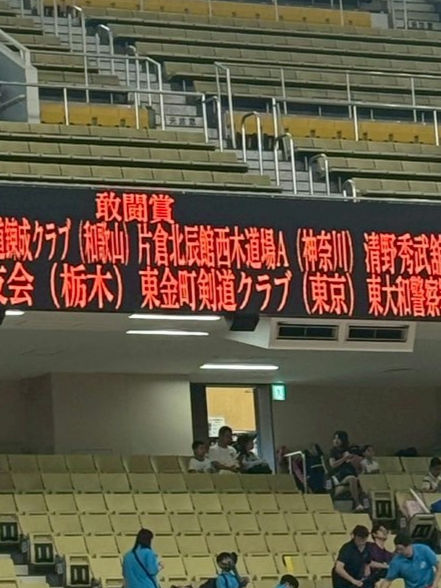 敢闘賞
錬成クラブ（和歌山）片倉北辰館西木道場A（神奈川）清野秀武館
友会（栃木）東金町剣道クラブ（東京）東大和警察